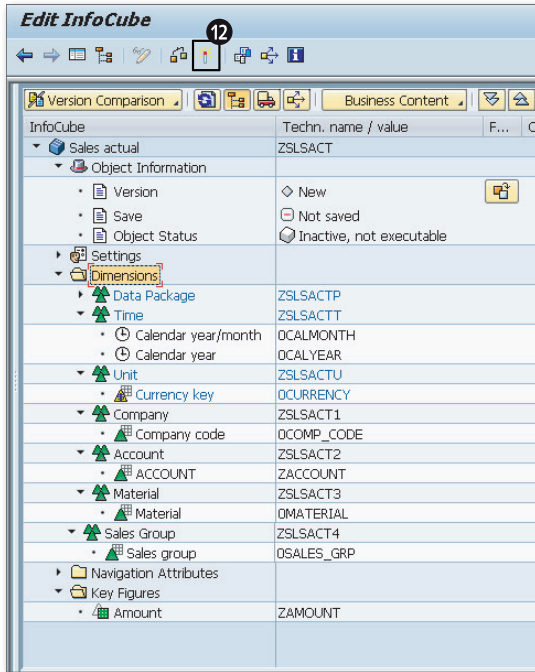 Edit InfoCube
12
Version Comparison
Business Content
InfoCube Techn. name / value F...
Sales actual ZSLSACT
Object Information
Version New
Save Not saved
Object Status Inactive, not executable
Settings
Dimensions
Data Package ZSLSACTP
Time ZSLSACTT
Calendar year/month 0CALMONTH
Calendar year 0CALYEAR
Unit ZSLSACTU
Currency key 0CURRENCY
Company ZSLSACT1
Company code 0COMP_CODE
Account ZSLSACT2
ACCOUNT ZACCOUNT
Material ZSLSACT3
Material 0MATERIAL
Sales Group ZSLSACT4
Sales group 0SALES_GRP
Navigation Attributes
Key Figures
Amount ZAMOUNT